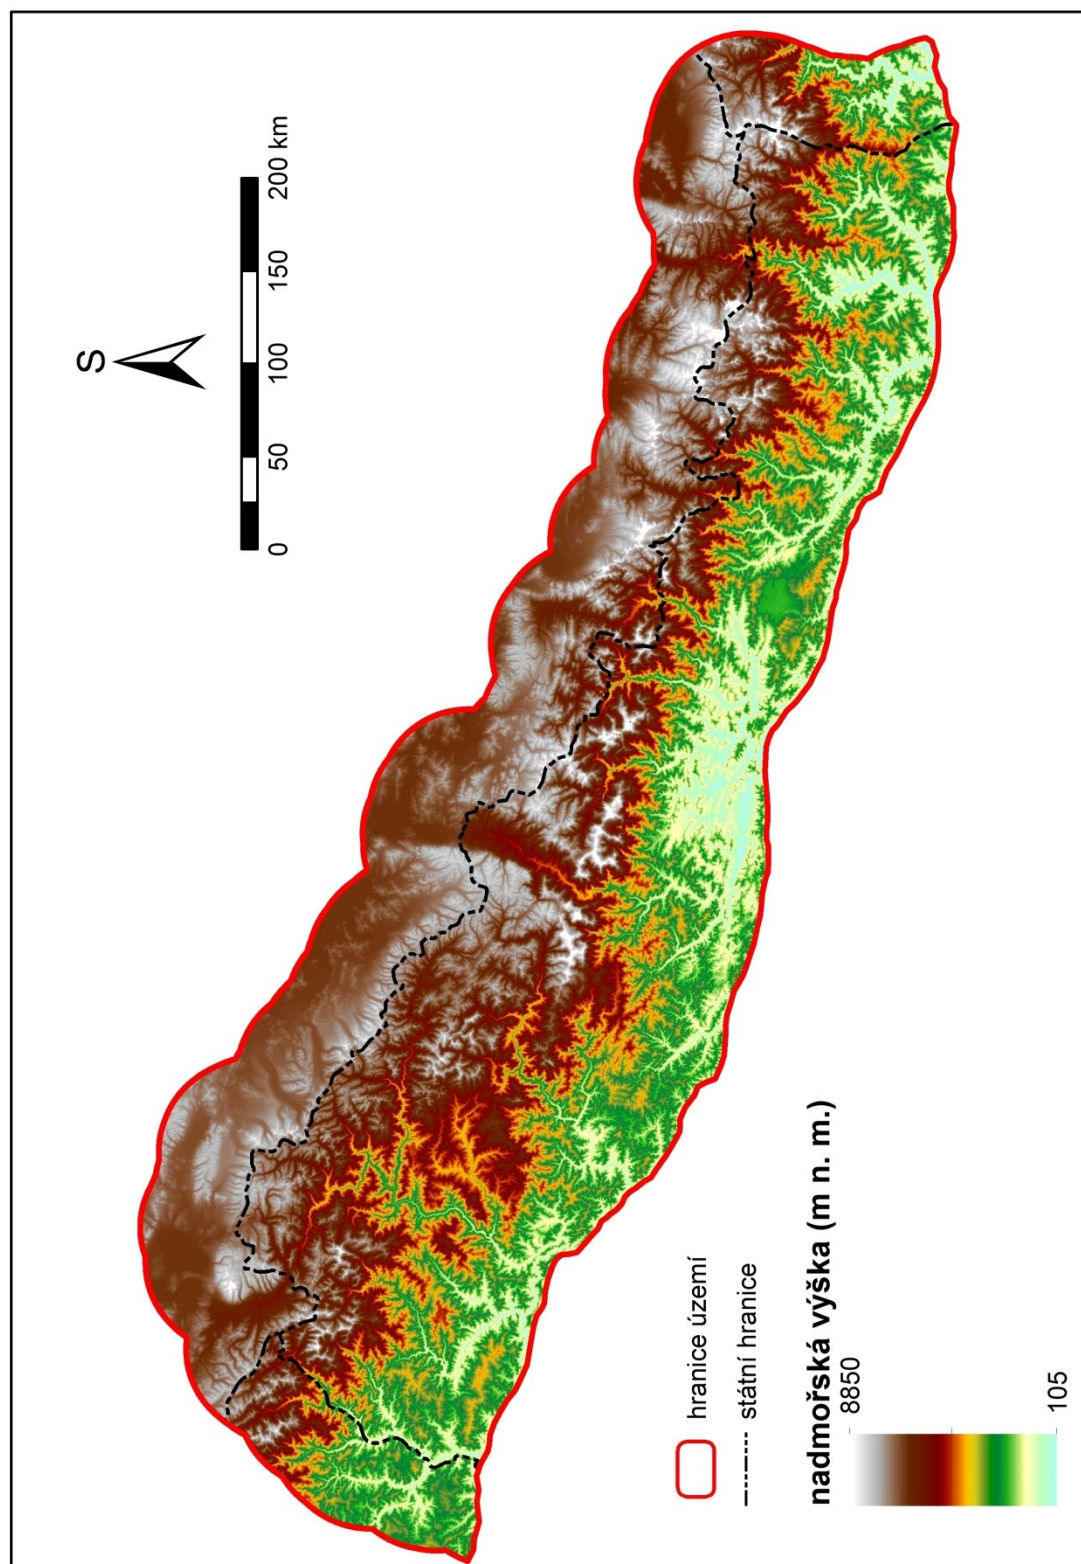 S
0 50 100 150 200 km
hranice území
státní hranice
nadmořská výška (m n. m.)
8850
105